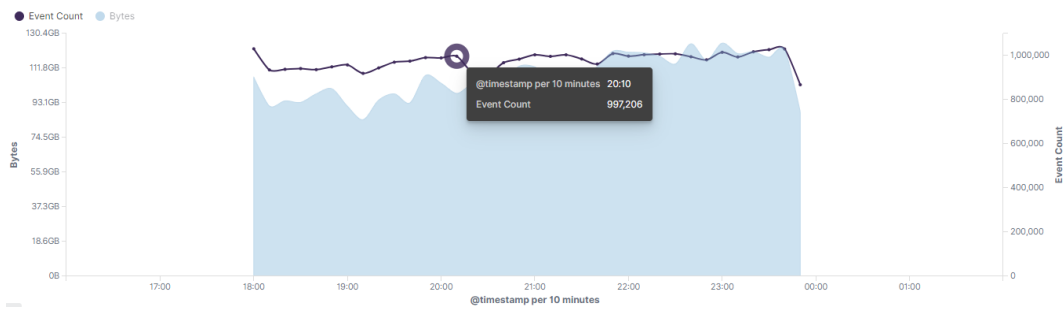 Event Count Bytes
130.4GB
111.8GB
93.1GB
74.5GB
55.9GB
37.3GB
18.6GB
0B
Bytes
@timestamp per 10 minutes 20:10
Event Count 997,206
1,000,000
800,000
600,000
400,000
200,000
0
Event Count
17:00 18:00 19:00 20:00 21:00 22:00 23:00 00:00 01:00
@timestamp per 10 minutes